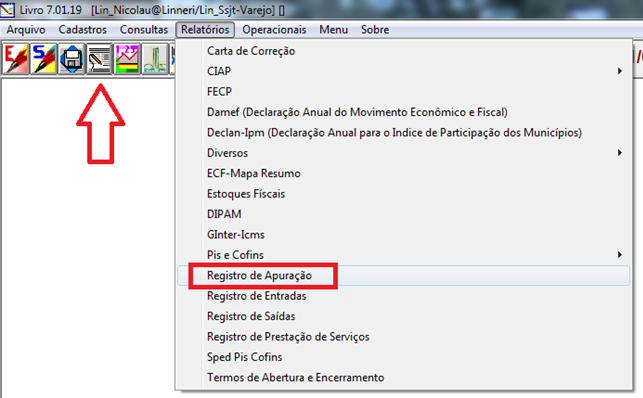 Livro 7.01.19 [Lin_Nicolau@Linneri/Lin_Ssjt-Varejo] []
Arquivo Cadastros Consultas Relatórios Operacionais Menu Sobre
Carta de Correção
CIAP
FECP
Damef (Declaração Anual do Movimento Econômico e Fiscal)
Declan-Ipm (Declaração Anual para o Indice de Participação dos Municípios)
Diversos
ECF-Mapa Resumo
Estoques Físcais
DIPAM
GInter-Icms
Pis e Cofins
Registro de Apuração
Registro de Entradas
Registro de Saídas
Registro de Prestação de Serviços
Sped Pis Cofins
Termos de Abertura e Encerramento